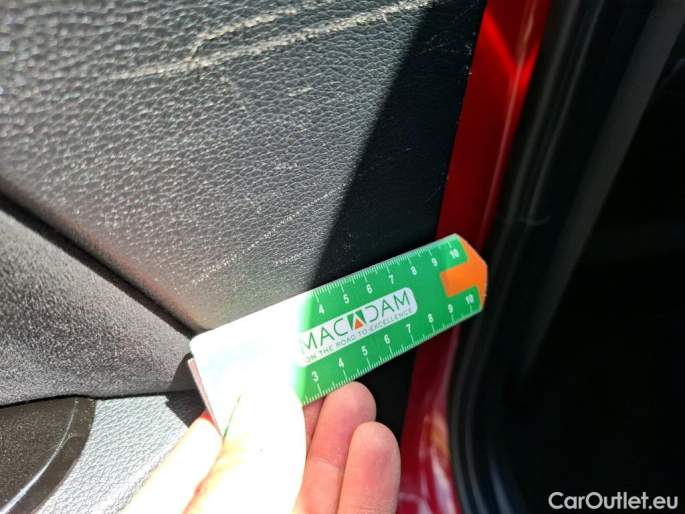 4 5 6 7 8 9 10
MACADAM
ON THE ROAD TO EXCELLENCE
3 4 5 6 7 8 9 10
CarOutlet.eu